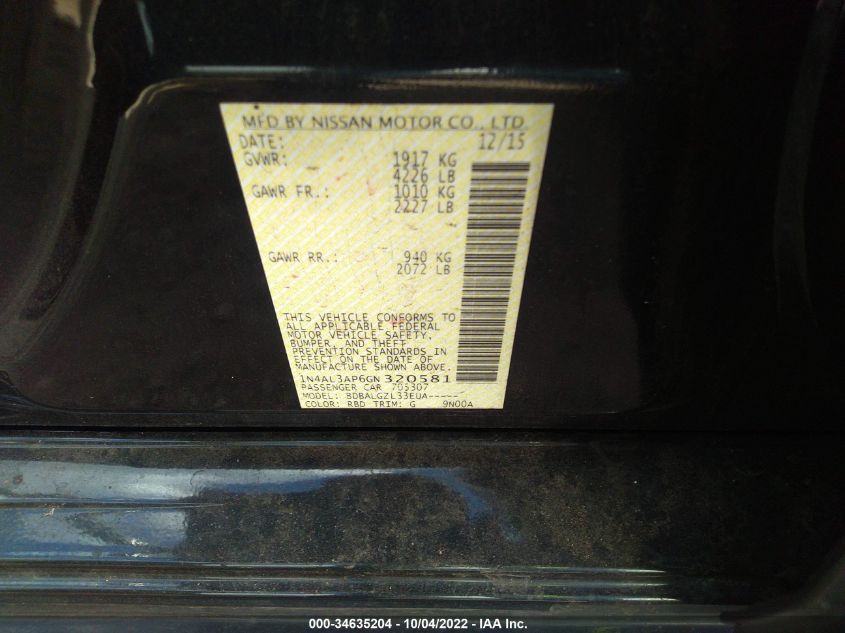 MFD BY NISSAN MOTOR CO., LTD.
DATE: 12/15
GVWR: 1917 KG
4226 LB
GAWR FR.: 1010 KG
2227 LB
GAWR RR.: 940 KG
2072 LB
THIS VEHICLE CONFORMS TO
ALL APPLICABLE FEDERAL
MOTOR VEHICLE SAFETY,
BUMPER, AND THEFT
PREVENTION STANDARDS IN
EFFECT ON THE DATE OF
MANUFACTURE SHOWN ABOVE.
1N4AL3AP6GN320581
PASSENGER CAR 705307
MODEL: BDBALGZL33EUA-----
COLOR: RBD TRIM: G 9N00A
000-34635204 - 10/04/2022 - IAA Inc.